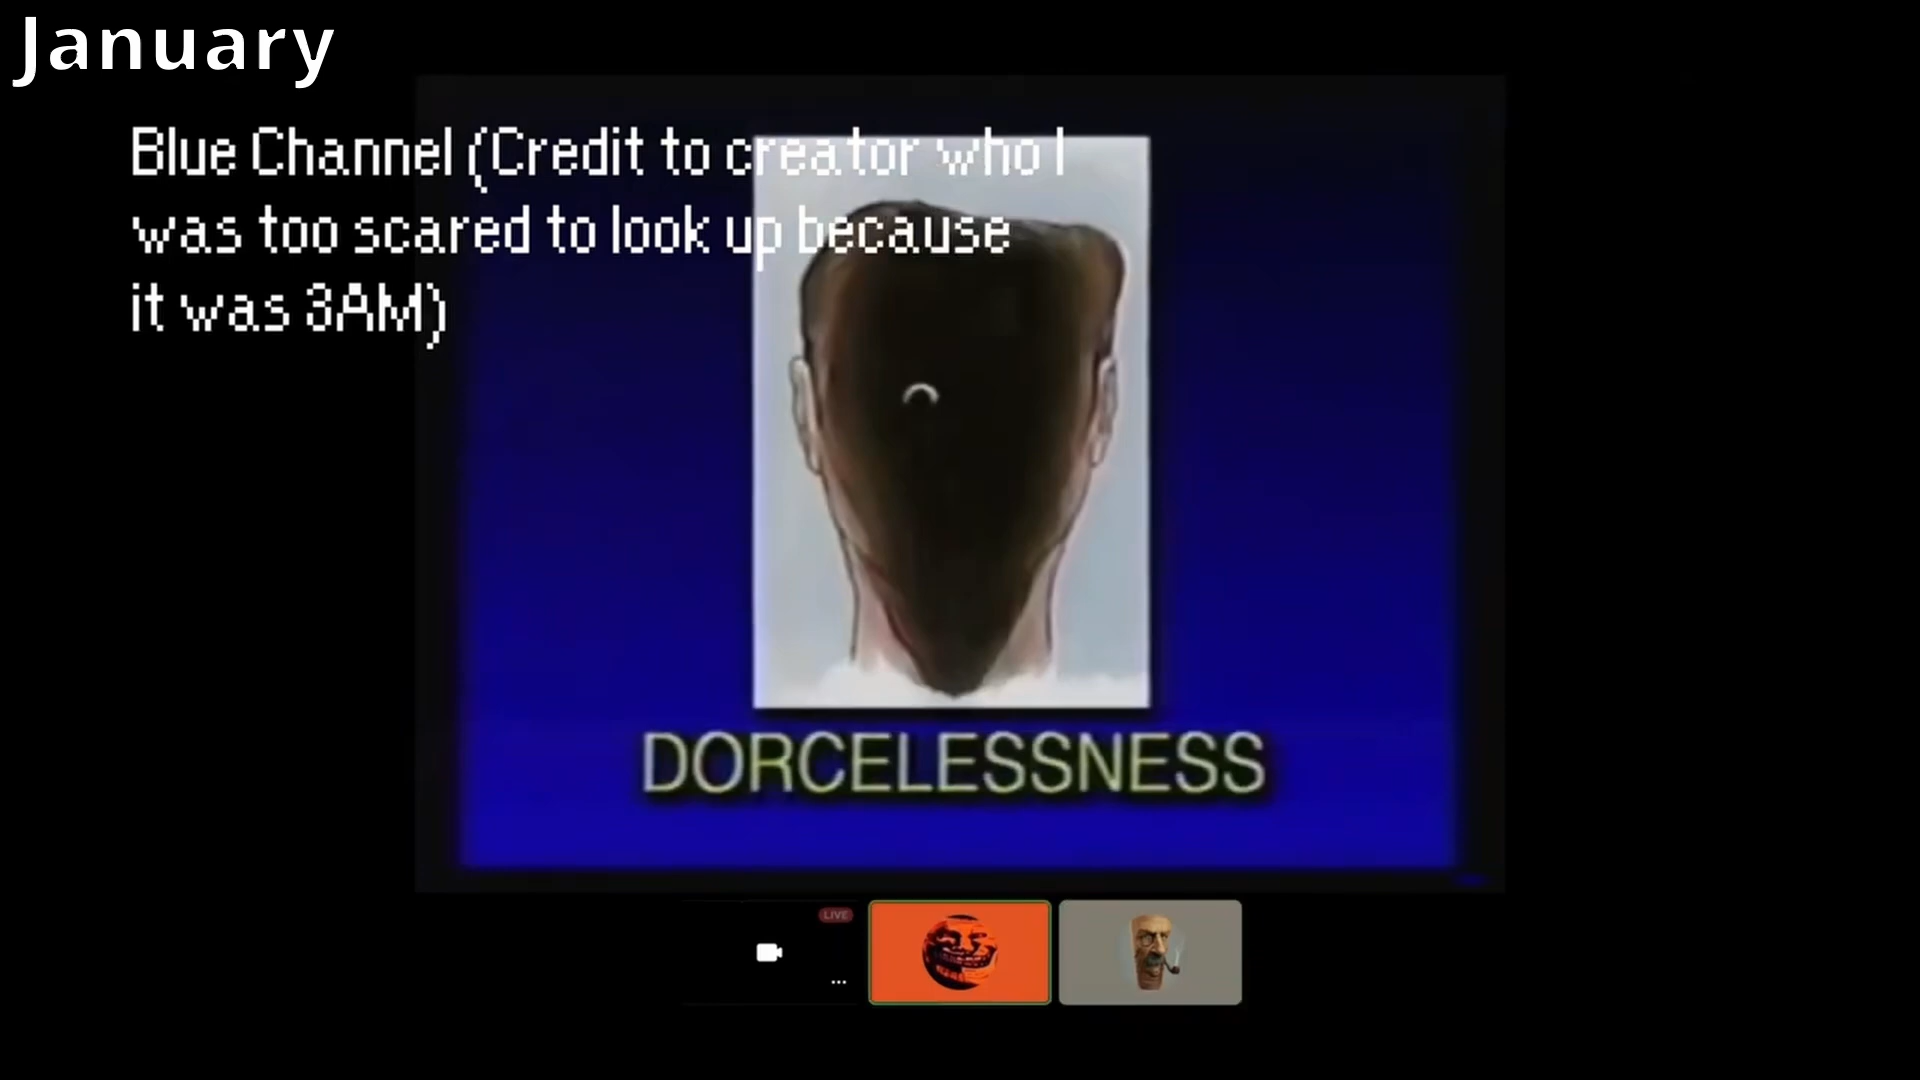 January
Blue Channel (Credit to creator who I
was too scared to look up because
it was 3AM)
DORCELESSNESS
LIVE